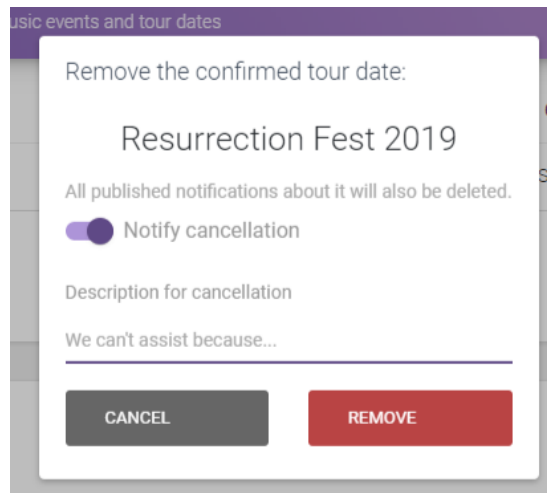 music events and tour dates
Remove the confirmed tour date:
Resurrection Fest 2019
All published notifications about it will also be deleted.
Notify cancellation
Description for cancellation
We can't assist because...
CANCEL
REMOVE